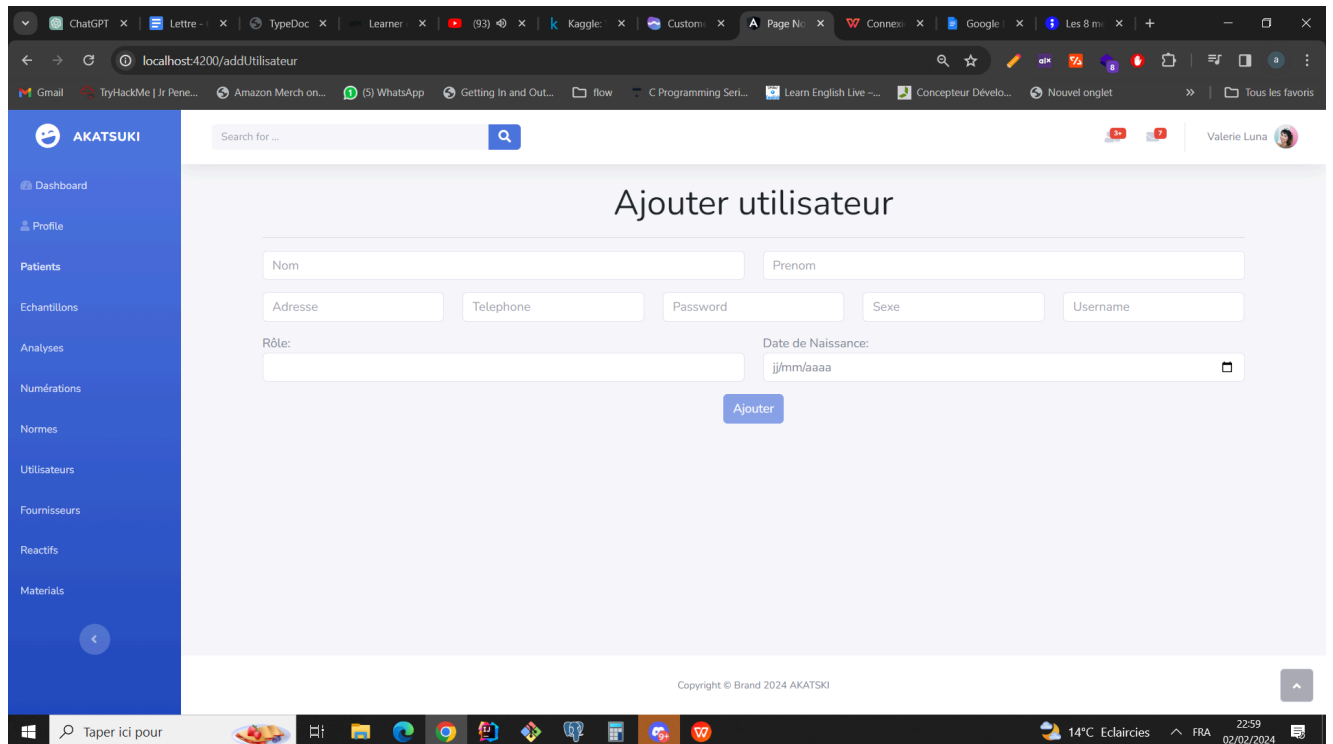 ChatGPT Lettre - TypeDoc Learner (93) Kaggle: Custom Page No Connexi Google Les 8 m
localhost:4200/addUtilisateur
Gmail TryHackMe | Jr Pene... Amazon Merch on... (5) WhatsApp Getting In and Out... flow C Programming Seri... Learn English Live –... Concepteur Dévelo... Nouvel onglet » Tous les favoris
AKATSUKI Search for ... 3+ 7 Valerie Luna
Dashboard
Ajouter utilisateur
Profile
Patients
Nom Prenom
Echantillons
Adresse Telephone Password Sexe Username
Analyses
Rôle: Date de Naissance:
jj/mm/aaaa
Numérations
Ajouter
Normes
Utilisateurs
Fournisseurs
Reactifs
Materials
Copyright © Brand 2024 AKATSKI
Taper ici pour 14°C Eclaircies FRA 22:59
02/02/2024